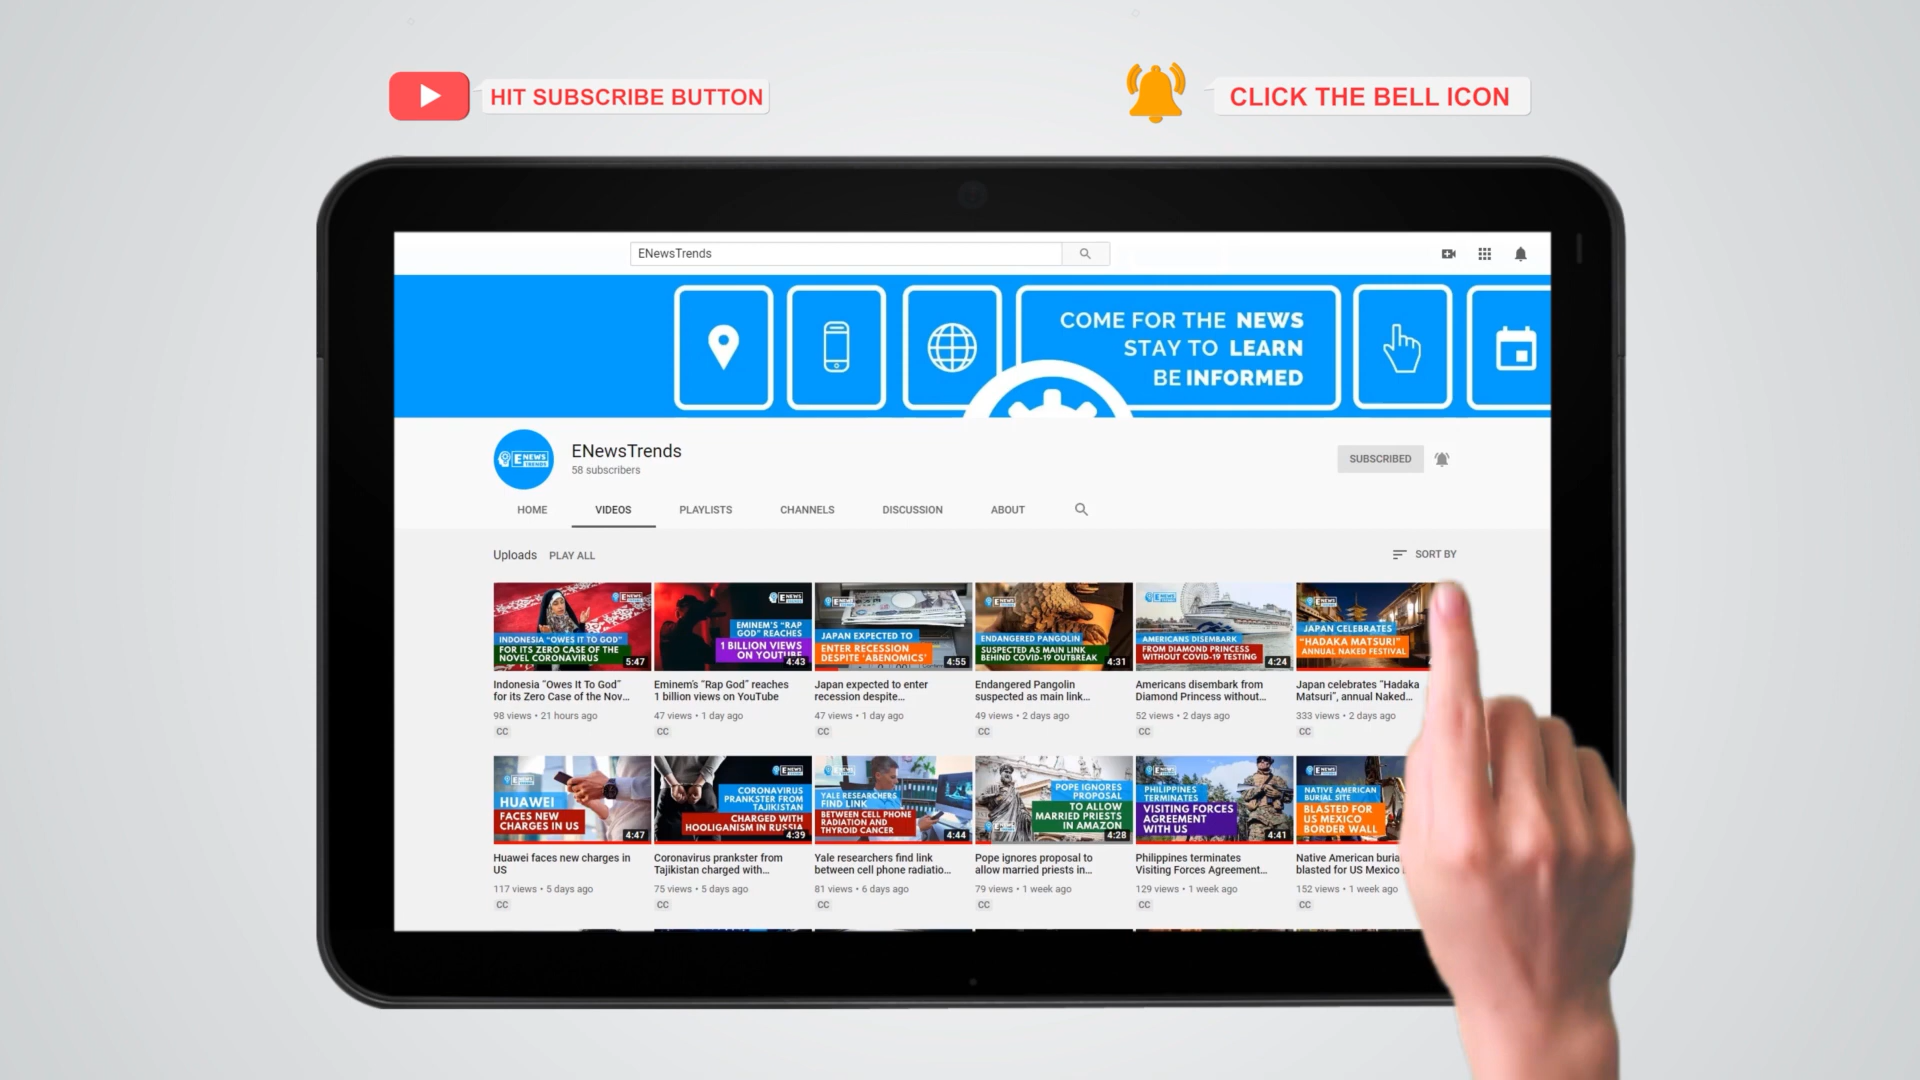 HIT SUBSCRIBE BUTTON
CLICK THE BELL ICON
ENewsTrends
COME FOR THE NEWS
STAY TO LEARN
BE INFORMED
E NEWS
TRENDS
ENewsTrends
58 subscribers
SUBSCRIBED
HOME
VIDEOS
PLAYLISTS
CHANNELS
DISCUSSION
ABOUT
Uploads
PLAY ALL
SORT BY
INDONESIA "OWES IT TO GOD"
FOR ITS ZERO CASE OF THE
NOVEL CORONAVIRUS
5:47
Indonesia "Owes It To God"
for its Zero Case of the Nov...
98 views • 21 hours ago
CC
EMINEM'S "RAP
GOD" REACHES
1 BILLION VIEWS
ON YOUTUBE
4:43
Eminem's "Rap God" reaches
1 billion views on YouTube
47 views • 1 day ago
CC
JAPAN EXPECTED TO
ENTER RECESSION
DESPITE 'ABENOMICS'
4:55
Japan expected to enter
recession despite...
47 views • 1 day ago
CC
ENDANGERED PANGOLIN
SUSPECTED AS MAIN LINK
BEHIND COVID-19 OUTBREAK
4:31
Endangered Pangolin
suspected as main link...
49 views • 2 days ago
CC
AMERICANS DISEMBARK
FROM DIAMOND PRINCESS
WITHOUT COVID-19 TESTING
4:24
Americans disembark from
Diamond Princess without...
52 views • 2 days ago
CC
JAPAN CELEBRATES
"HADAKA MATSURI"
ANNUAL NAKED FESTIVAL
Japan celebrates "Hadaka
Matsuri", annual Naked...
333 views • 2 days ago
CC
HUAWEI
FACES NEW
CHARGES IN US
4:47
Huawei faces new charges in
US
117 views • 5 days ago
CC
CORONAVIRUS
PRANKSTER FROM
TAJIKISTAN
CHARGED WITH
HOOLIGANISM IN RUSSIA
4:39
Coronavirus prankster from
Tajikistan charged with...
75 views • 5 days ago
CC
YALE RESEARCHERS
FIND LINK
BETWEEN CELL PHONE
RADIATION AND
THYROID CANCER
4:44
Yale researchers find link
between cell phone radiatio...
81 views • 6 days ago
CC
POPE IGNORES
PROPOSAL
TO ALLOW
MARRIED PRIESTS
IN AMAZON
4:28
Pope ignores proposal to
allow married priests in...
79 views • 1 week ago
CC
PHILIPPINES
TERMINATES
VISITING FORCES
AGREEMENT
WITH US
4:41
Philippines terminates
Visiting Forces Agreement...
129 views • 1 week ago
CC
NATIVE AMERICAN
BURIAL SITE
BLASTED FOR
US MEXICO
BORDER WALL
Native American buria
blasted for US Mexico
152 views • 1 week ago
CC